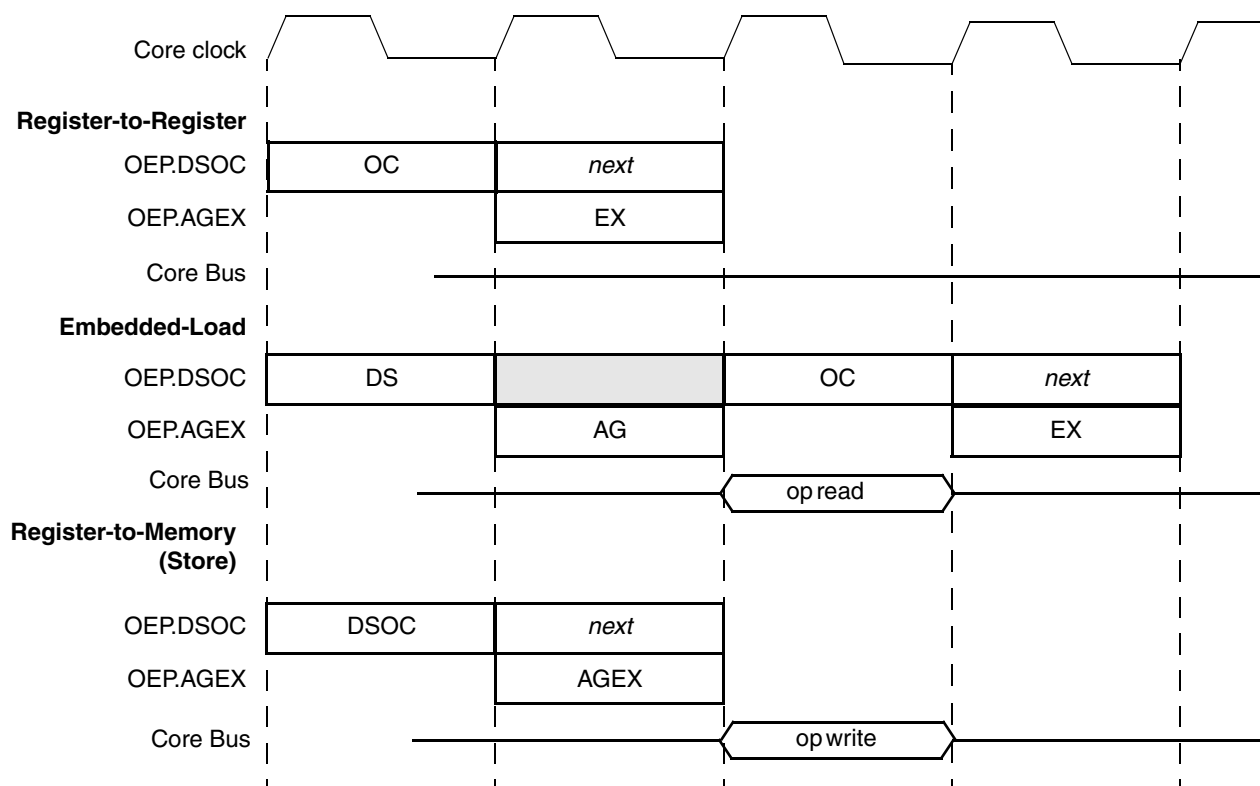 Core clock
Register-to-Register
OEP.DSOC OC next
OEP.AGEX EX
Core Bus
Embedded-Load
OEP.DSOC DS OC next
OEP.AGEX AG EX
Core Bus op read
Register-to-Memory
(Store)
OEP.DSOC DSOC next
OEP.AGEX AGEX
Core Bus op write